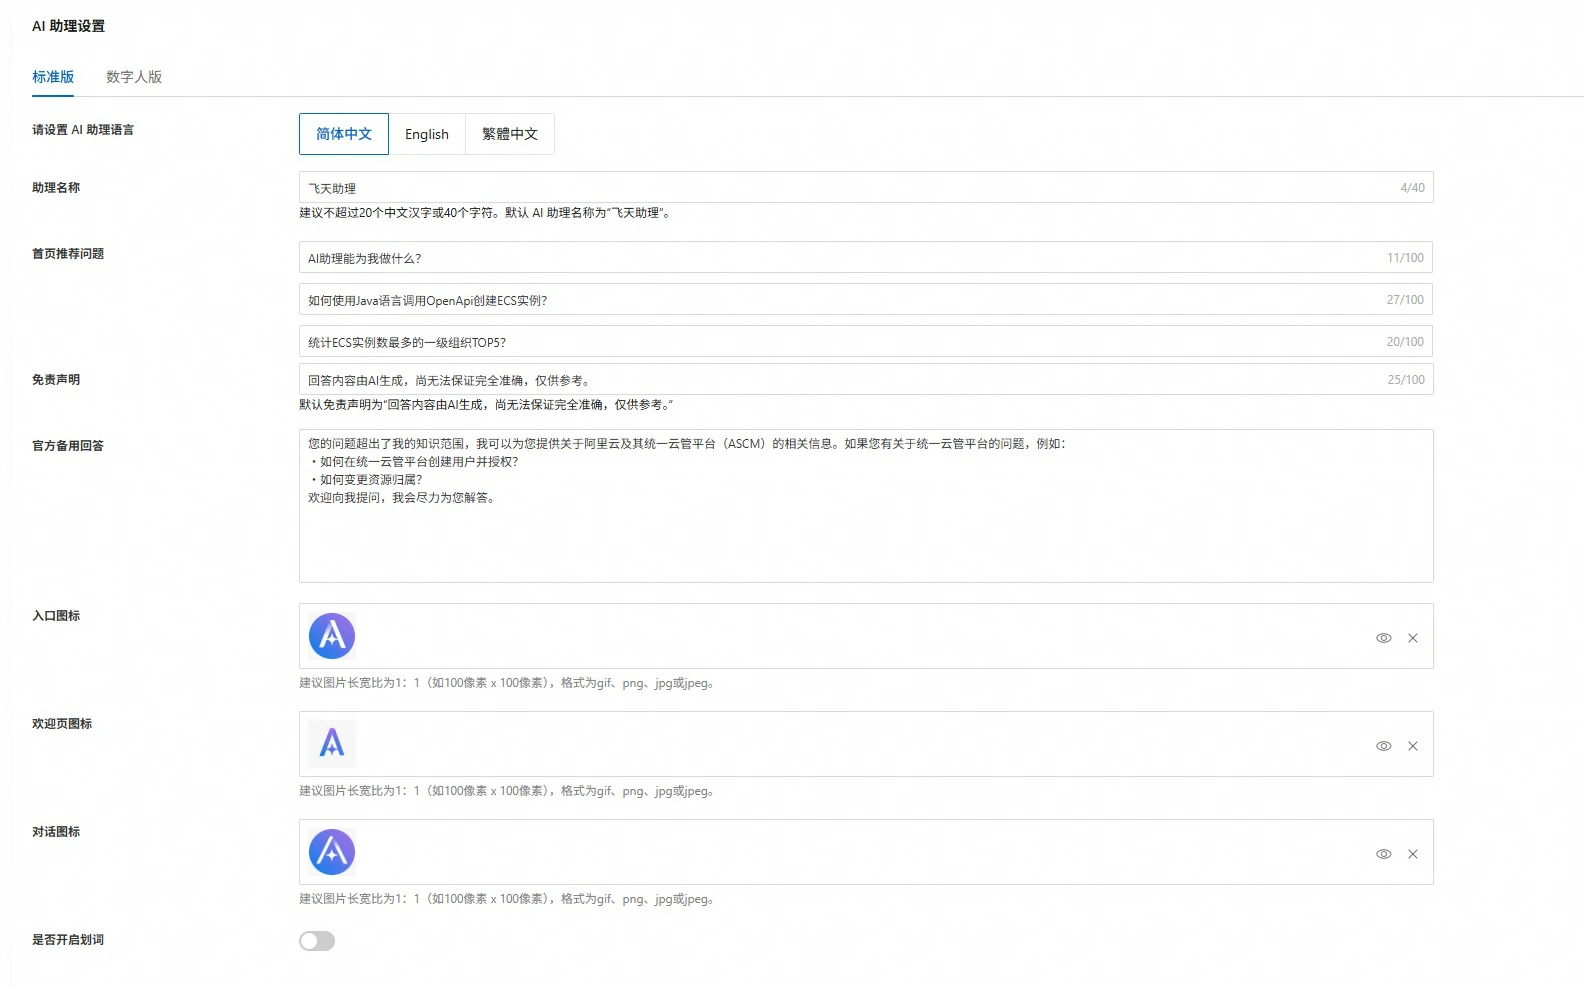 AI 助理设置
标准版 数字人版
请设置 AI 助理语言 简体中文 English 繁體中文
助理名称 飞天助理 4/40
建议不超过20个中文汉字或40个字符。默认 AI 助理名称为“飞天助理”。
首页推荐问题 AI助理能为我做什么? 11/100
如何使用Java语言调用OpenApi创建ECS实例? 27/100
统计ECS实例数最多的一级组织TOP5? 20/100
免责声明 回答内容由AI生成，尚无法保证完全准确，仅供参考。 25/100
默认免责声明为“回答内容由AI生成，尚无法保证完全准确，仅供参考。”
官方备用回答 您的问题超出了我的知识范围，我可以为您提供关于阿里云及其统一云管平台（ASCM）的相关信息。如果您有关于统一云管平台的问题，例如：
・如何在统一云管平台创建用户并授权?
・如何变更资源归属?
欢迎向我提问，我会尽力为您解答。
入口图标
建议图片长宽比为1：1（如100像素 x 100像素），格式为gif、png、jpg或jpeg。
欢迎页图标
建议图片长宽比为1：1（如100像素 x 100像素），格式为gif、png、jpg或jpeg。
对话图标
建议图片长宽比为1：1（如100像素 x 100像素），格式为gif、png、jpg或jpeg。
是否开启划词